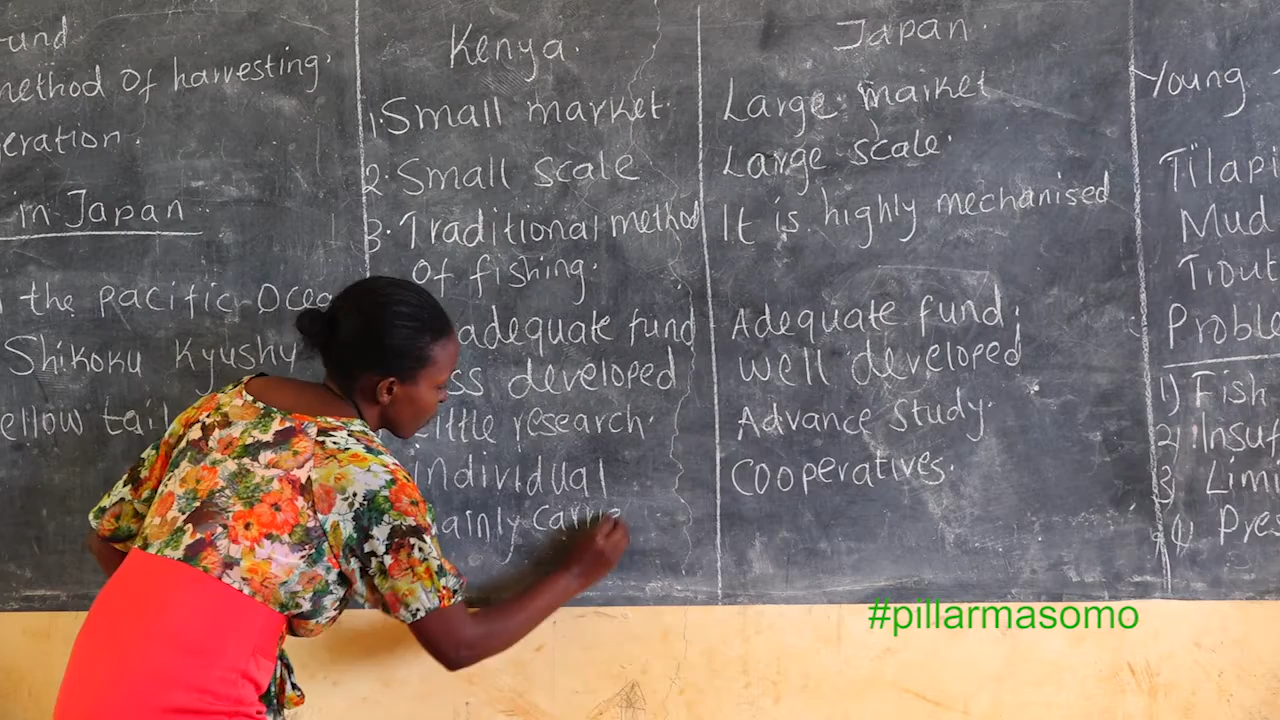 und
method of harvesting.
eration.
in Japan
the pacific Ocea
Shikoku Kyushy
ellow tail
Kenya.
1. Small market.
2. Small scale
3. Traditional method
of fishing.
adequate fund
ss developed
Little research.
Individual
ainly carrie
Japan.
Large market
Large scale.
It is highly mechanised
Adequate fund;
well developed
Advance study.
Cooperatives.
Young
Tilapi
Mud
Trout
Proble
1) Fish
2) Insuf
3 Limi
4) Pres
#pillarmasomo